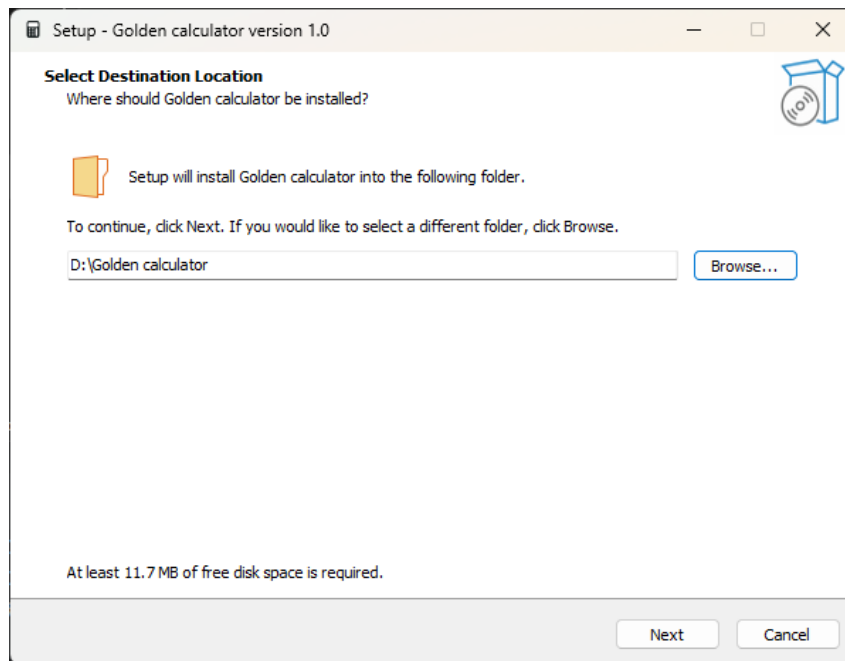 Setup - Golden calculator version 1.0
Select Destination Location
Where should Golden calculator be installed?
Setup will install Golden calculator into the following folder.
To continue, click Next. If you would like to select a different folder, click Browse.
D:\Golden calculator
Browse...
At least 11.7 MB of free disk space is required.
Next
Cancel